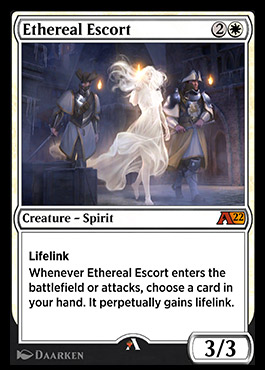 Ethereal Escort 2
Creature – Spirit A22
Lifelink
Whenever Ethereal Escort enters the
battlefield or attacks, choose a card in
your hand. It perpetually gains lifelink.
3/3
Daarken